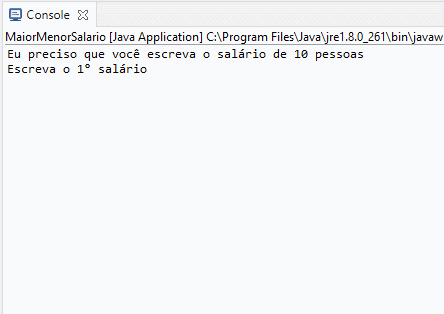 Console
MaiorMenorSalario [Java Application] C:\Program Files\Java\jre1.8.0_261\bin\javaw
Eu preciso que você escreva o salário de 10 pessoas
Escreva o 1° salário